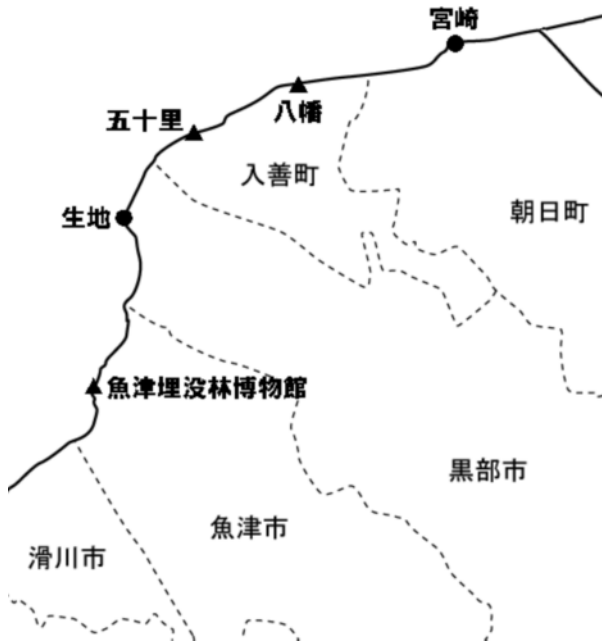 宮崎
八幡
五十里
入善町
朝日町
生地
魚津埋没林博物館
黒部市
魚津市
滑川市